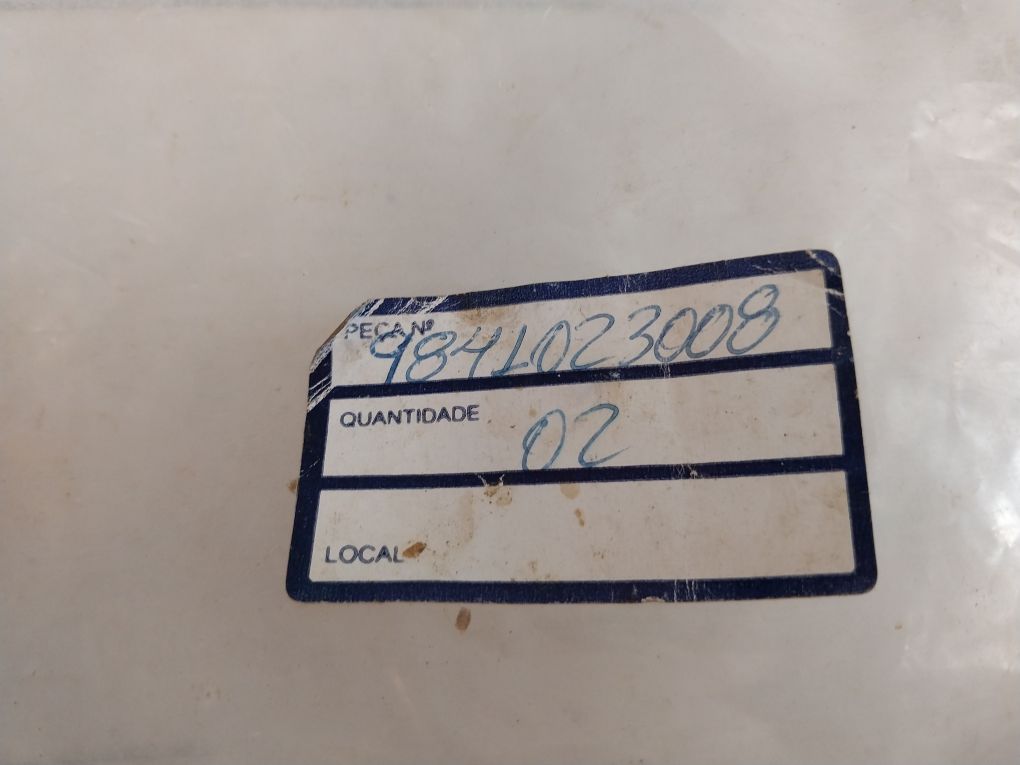 PEÇA Nº
9841023008
QUANTIDADE
02
LOCAL